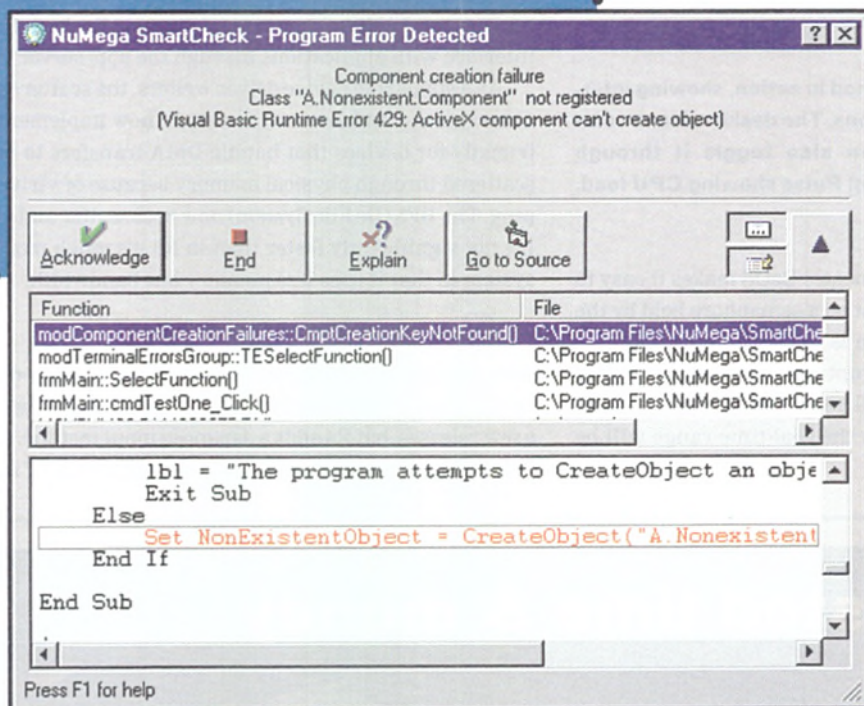 NuMega SmartCheck - Program Error Detected
Component creation failure
Class "A.Nonexistent.Component" not registered
(Visual Basic Runtime Error 429: ActiveX component can't create object)
Acknowledge
End
Explain
Go to Source
Function File
modComponentCreationFailures::CmptCreationKeyNotFound() C:\Program Files\NuMega\SmartChe
modTerminalErrorsGroup::TESelectFunction() C:\Program Files\NuMega\SmartChe
frmMain::SelectFunction() C:\Program Files\NuMega\SmartChe
frmMain::cmdTestOne_Click() C:\Program Files\NuMega\SmartChe
lbl = "The program attempts to CreateObject an obje
Exit Sub
Else
Set NonExistentObject = CreateObject("A.Nonexistent
End If
End Sub
Press F1 for help